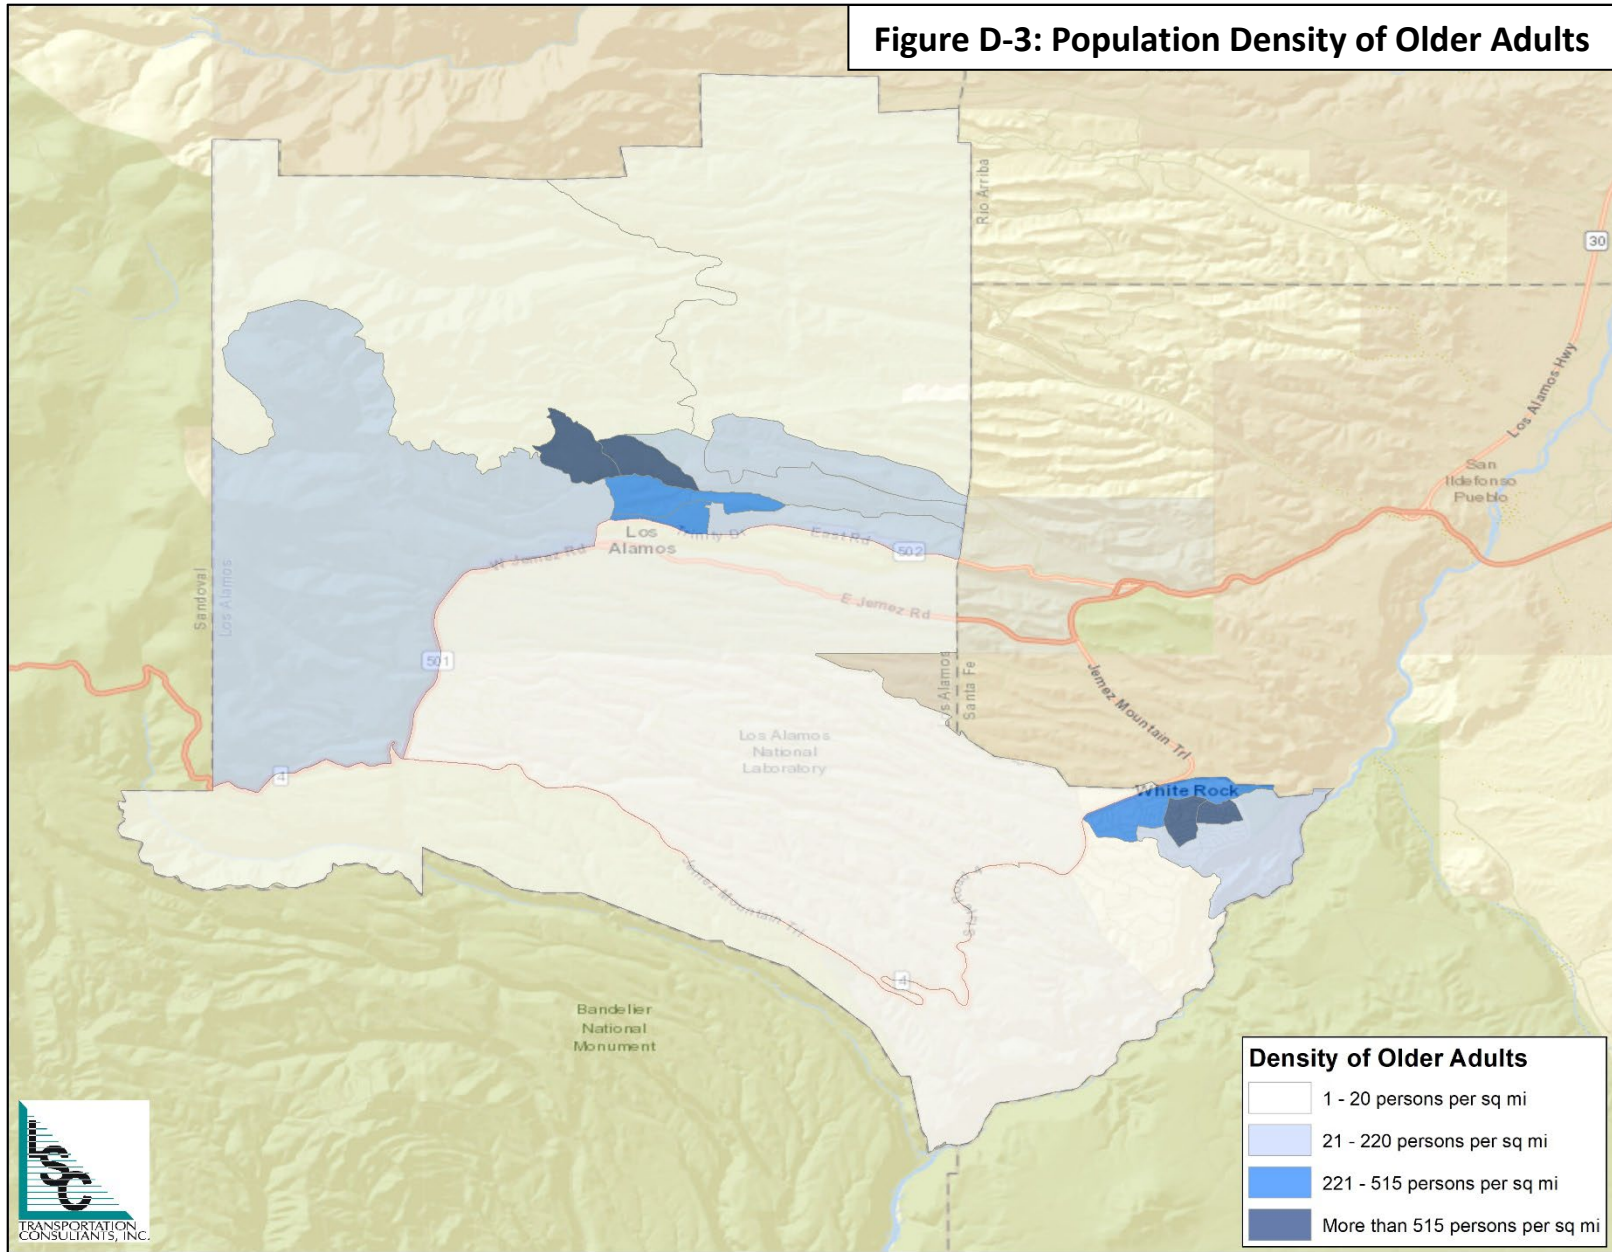 Figure D-3: Population Density of Older Adults
Rio Arriba
30
Los Alamos Hwy
San
Ildefonso
Pueblo
Los
Alamos
Trinity Dr
East Rd
502
W Jemez Rd
E Jemez Rd
Sandoval
Los Alamos
501
s Alamos
Santa Fe
Jemez Mountain Trl
Los Alamos
National
Laboratory
4
White Rock
Jemez Mountain Trl
4
Bandelier
National
Monument
Density of Older Adults
1 - 20 persons per sq mi
21 - 220 persons per sq mi
221 - 515 persons per sq mi
More than 515 persons per sq mi
LSC
TRANSPORTATION
CONSULTANTS, INC.